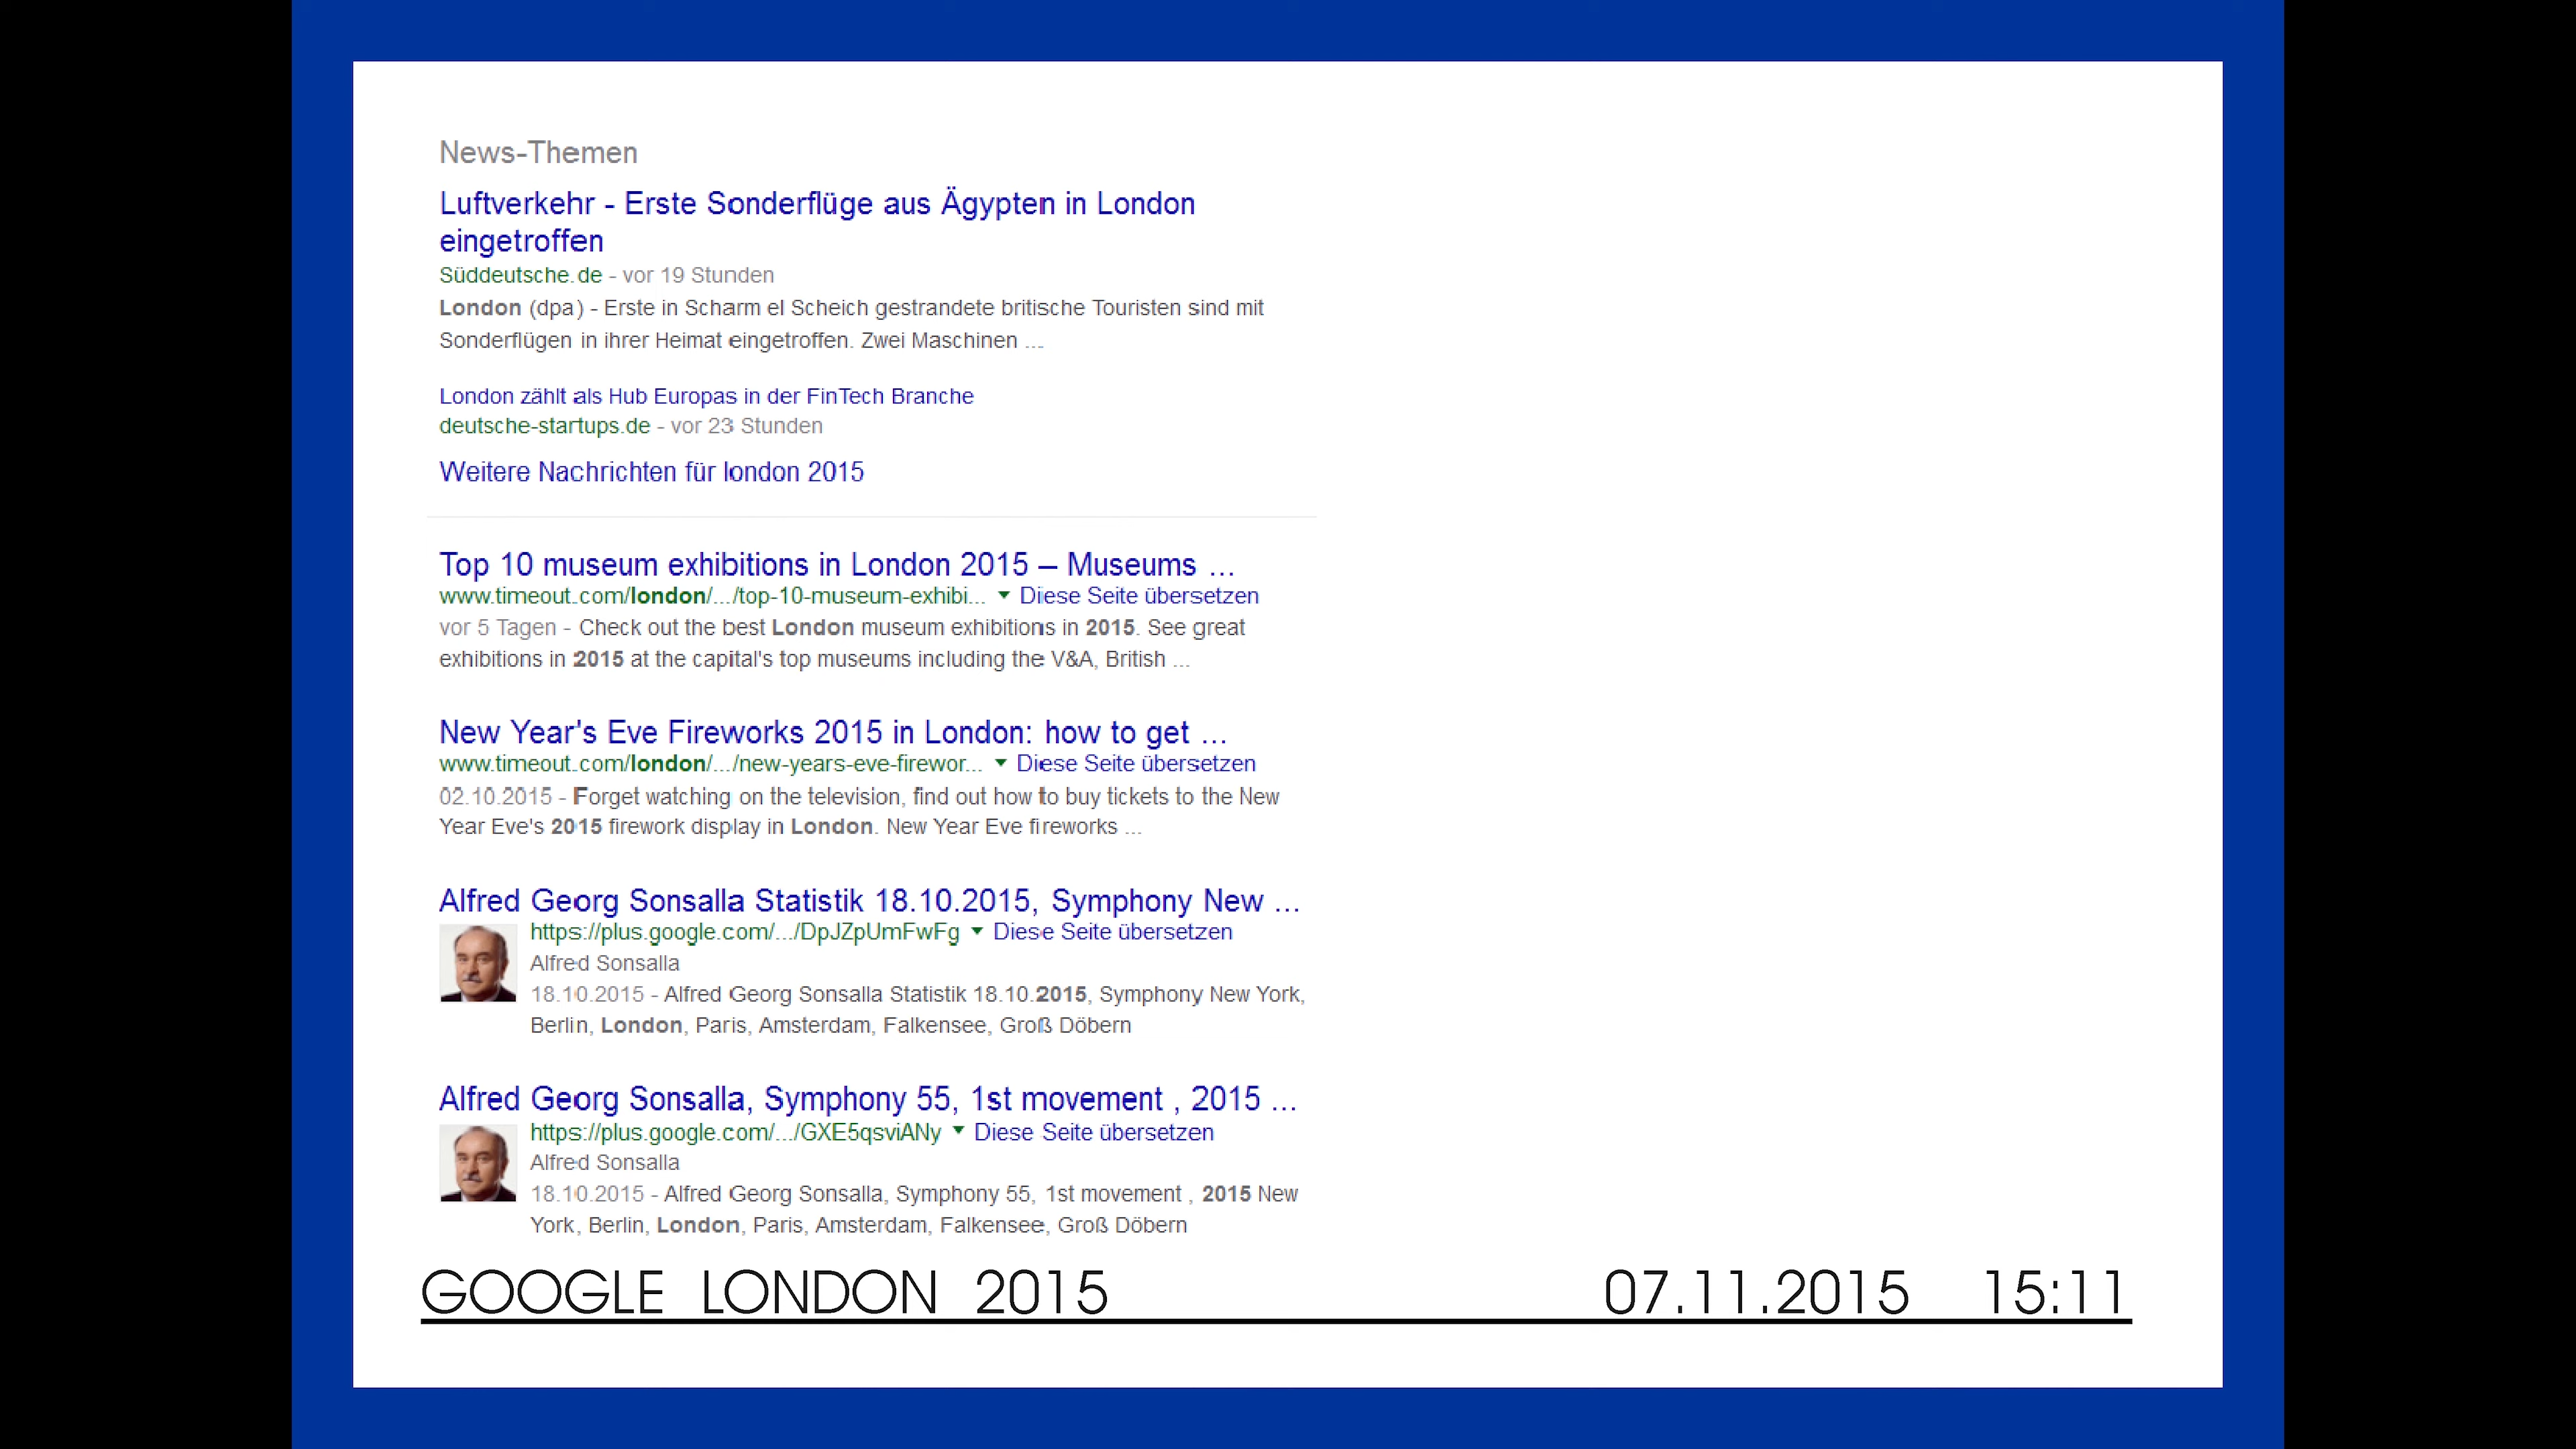 News-Themen
Luftverkehr - Erste Sonderflüge aus Ägypten in London
eingetroffen
Süddeutsche.de - vor 19 Stunden
London (dpa) - Erste in Scharm el Scheich gestrandete britische Touristen sind mit
Sonderflügen in ihrer Heimat eingetroffen. Zwei Maschinen ...
London zählt als Hub Europas in der FinTech Branche
deutsche-startups.de - vor 23 Stunden
Weitere Nachrichten für london 2015
Top 10 museum exhibitions in London 2015 – Museums ...
www.timeout.com/london/.../top-10-museum-exhibi... ▼ Diese Seite übersetzen
vor 5 Tagen - Check out the best London museum exhibitions in 2015. See great
exhibitions in 2015 at the capital's top museums including the V&A, British ...
New Year's Eve Fireworks 2015 in London: how to get ...
www.timeout.com/london/.../new-years-eve-firewor... ▼ Diese Seite übersetzen
02.10.2015 - Forget watching on the television, find out how to buy tickets to the New
Year Eve's 2015 firework display in London. New Year Eve fireworks ...
Alfred Georg Sonsalla Statistik 18.10.2015, Symphony New ...
https://plus.google.com/.../DpJZpUmFwFg ▼ Diese Seite übersetzen
Alfred Sonsalla
18.10.2015 - Alfred Georg Sonsalla Statistik 18.10.2015, Symphony New York,
Berlin, London, Paris, Amsterdam, Falkensee, Groß Döbern
Alfred Georg Sonsalla, Symphony 55, 1st movement , 2015 ...
https://plus.google.com/.../GXE5qsviANy ▼ Diese Seite übersetzen
Alfred Sonsalla
18.10.2015 - Alfred Georg Sonsalla, Symphony 55, 1st movement , 2015 New
York, Berlin, London, Paris, Amsterdam, Falkensee, Groß Döbern
GOOGLE LONDON 2015 07.11.2015 15:11